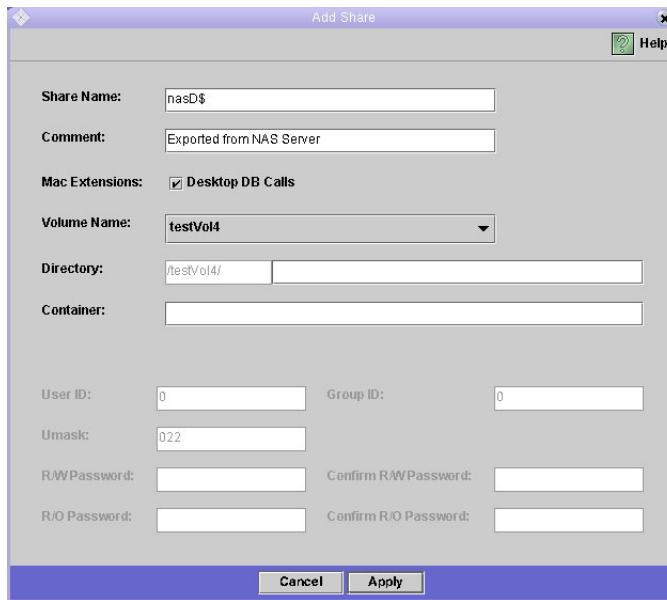 Add Share
Help
Share Name: nasD$
Comment: Exported from NAS Server
Mac Extensions: Desktop DB Calls
Volume Name: testVol4
Directory: /testVol4/
Container:
User ID: 0 Group ID: 0
Umask: 022
R/W Password: Confirm R/W Password:
R/O Password: Confirm R/O Password:
Cancel Apply